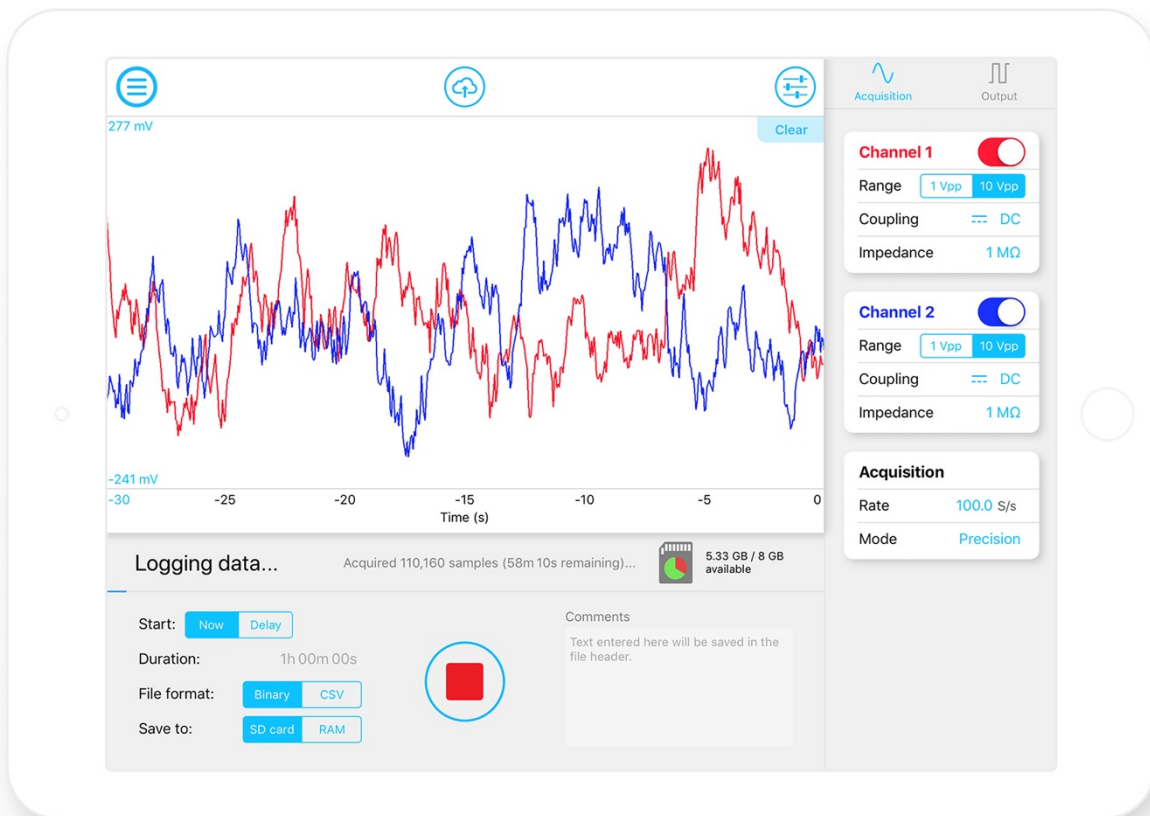 Acquisition
Output
277 mV
Clear
-241 mV
-30 -25 -20 -15 -10 -5 0
Time (s)
Channel 1
Range 1 Vpp 10 Vpp
Coupling DC
Impedance 1 MΩ
Channel 2
Range 1 Vpp 10 Vpp
Coupling DC
Impedance 1 MΩ
Acquisition
Rate 100.0 S/s
Mode Precision
Logging data...
Acquired 110,160 samples (58m 10s remaining)...
5.33 GB / 8 GB
available
Start: Now Delay
Duration: 1h 00m 00s
File format: Binary CSV
Save to: SD card RAM
Comments
Text entered here will be saved in the
file header.